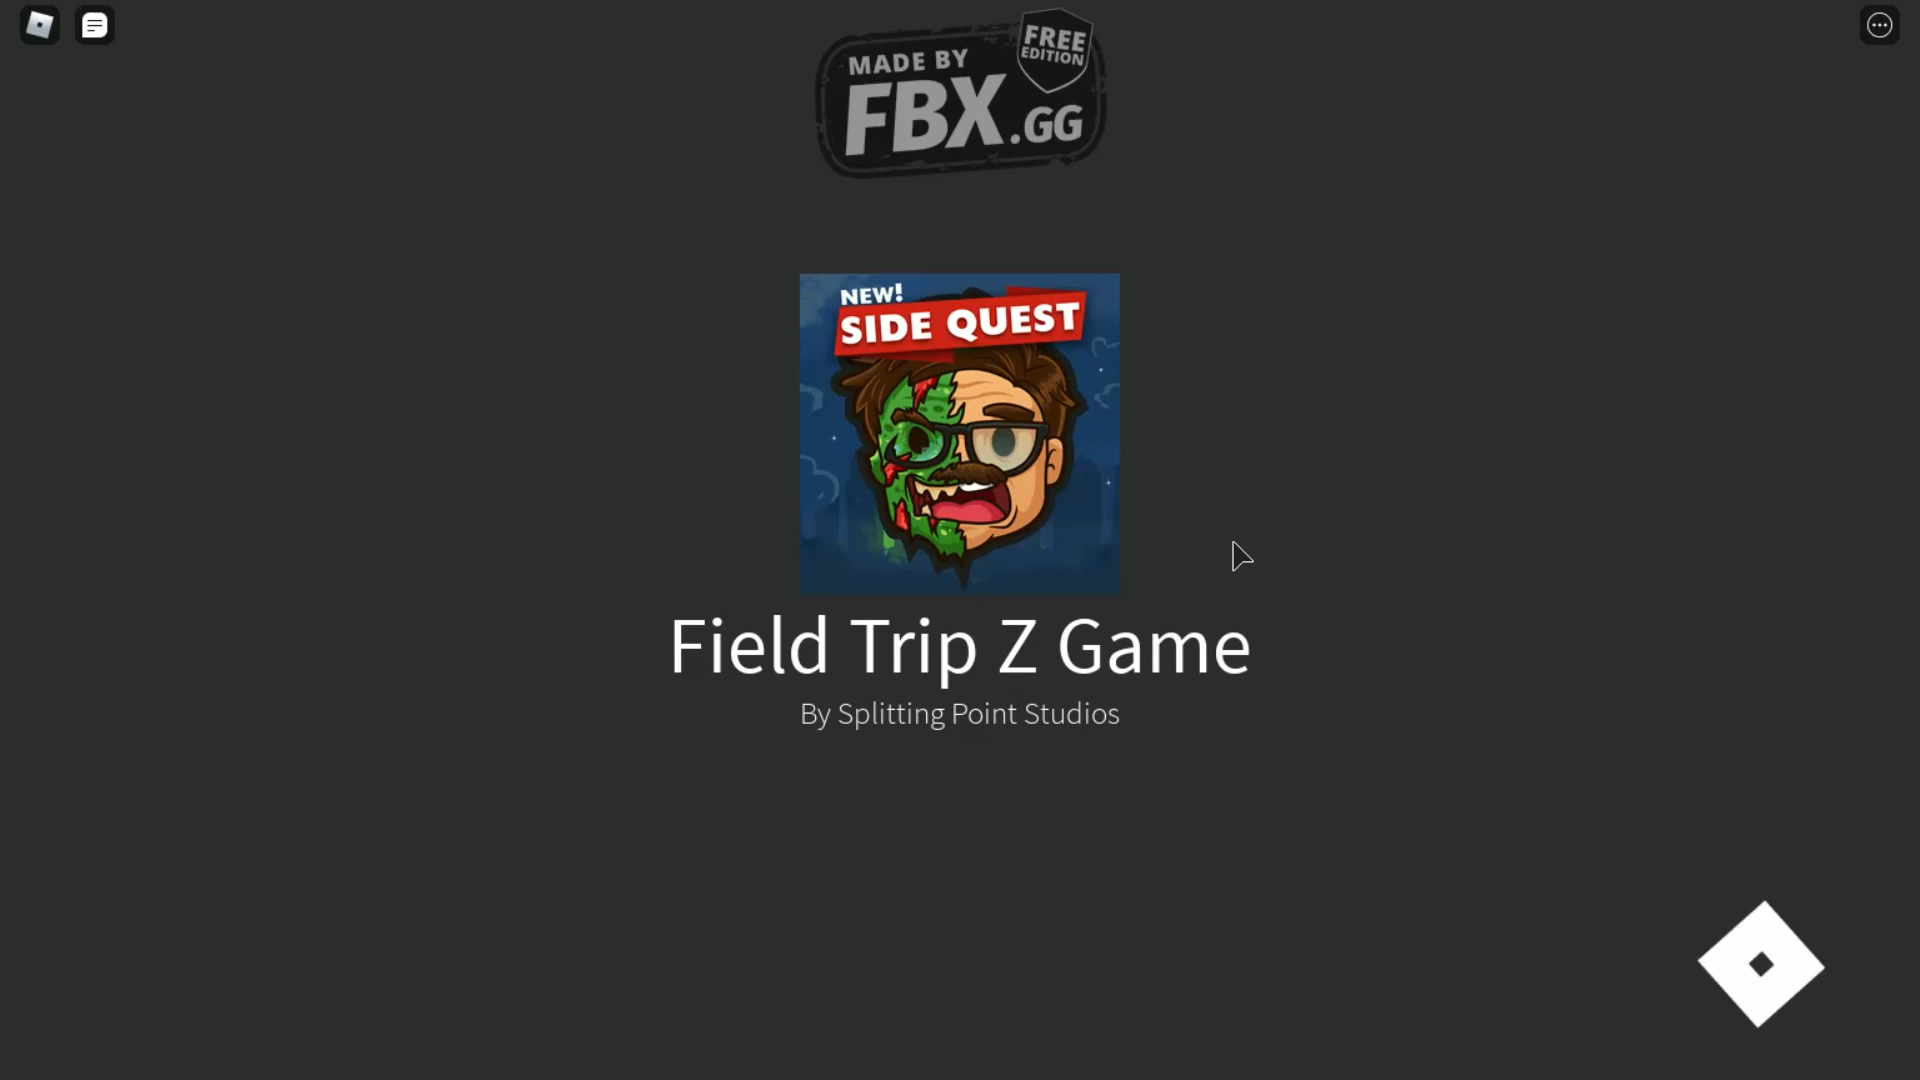 MADE BY
FBX.GG
FREE
EDITION
NEW!
SIDE QUEST
Field Trip Z Game
By Splitting Point Studios